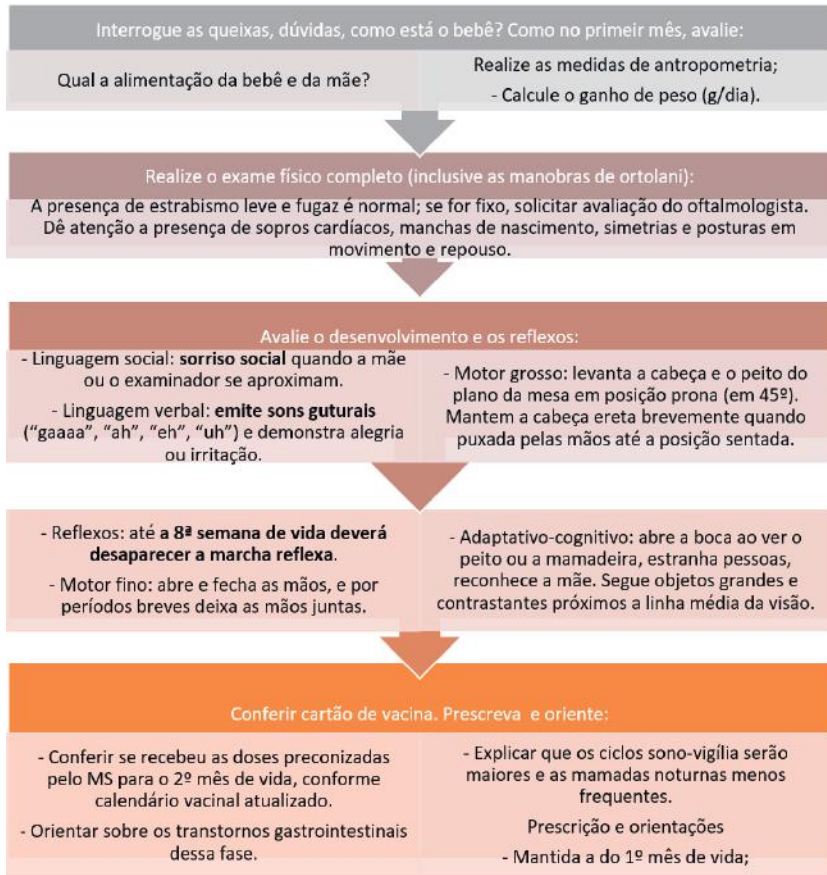 Interrogue as queixas, dúvidas, como está o bebê? Como no primeir mês, avalie:
Qual a alimentação da bebê e da mãe?
Realize as medidas de antropometria;
- Calcule o ganho de peso (g/dia).
Realize o exame físico completo (inclusive as manobras de ortolani):
A presença de estrabismo leve e fugaz é normal; se for fixo, solicitar avaliação do oftalmologista.
Dê atenção a presença de sopros cardíacos, manchas de nascimento, simetrias e posturas em
movimento e repouso.
Avalie o desenvolvimento e os reflexos:
- Linguagem social: sorriso social quando a mãe
ou o examinador se aproximam.
- Linguagem verbal: emite sons guturais
("gaaaa", "ah", "eh", "uh") e demonstra alegria
ou irritação.
- Motor grosso: levanta a cabeça e o peito do
plano da mesa em posição prona (em 45º).
Mantem a cabeça ereta brevemente quando
puxada pelas mãos até a posição sentada.
- Reflexos: até a 8ª semana de vida deverá
desaparecer a marcha reflexa.
- Motor fino: abre e fecha as mãos, e por
períodos breves deixa as mãos juntas.
- Adaptativo-cognitivo: abre a boca ao ver o
peito ou a mamadeira, estranha pessoas,
reconhece a mãe. Segue objetos grandes e
contrastantes próximos a linha média da visão.
Conferir cartão de vacina. Prescreva e oriente:
- Conferir se recebeu as doses preconizadas
pelo MS para o 2º mês de vida, conforme
calendário vacinal atualizado.
- Orientar sobre os transtornos gastrointestinais
dessa fase.
- Explicar que os ciclos sono-vigília serão
maiores e as mamadas noturnas menos
frequentes.
Prescrição e orientações
- Mantida a do 1º mês de vida;